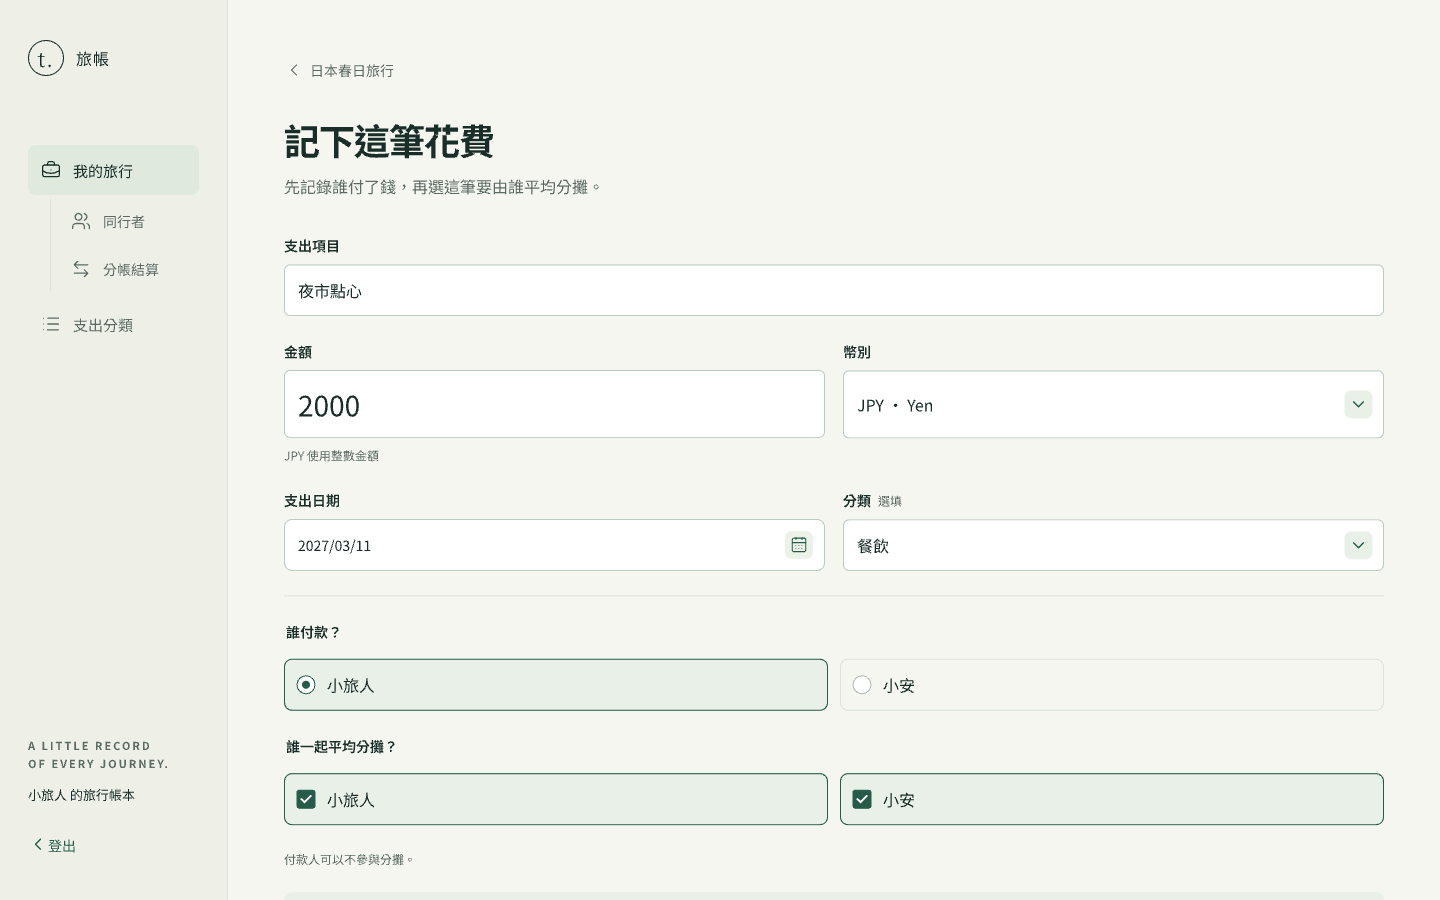 t. 旅帳
我的旅行
同行者
分帳結算
支出分類
A LITTLE RECORD
OF EVERY JOURNEY.
小旅人 的旅行帳本
登出
日本春日旅行
記下這筆花費
先記錄誰付了錢，再選這筆要由誰平均分攤。
支出項目
夜市點心
金額
2000
JPY 使用整數金額
幣別
JPY ・ Yen
支出日期
2027/03/11
分類 選填
餐飲
誰付款？
小旅人
小安
誰一起平均分攤？
小旅人
小安
付款人可以不參與分攤。